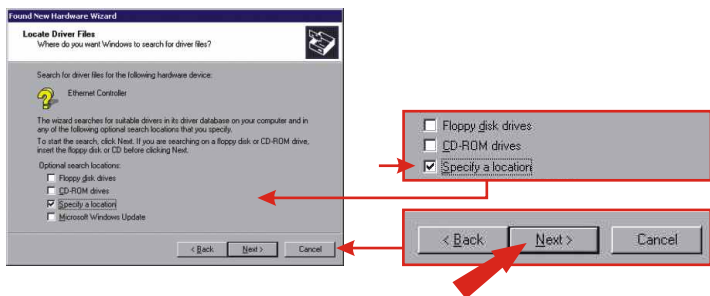 Found New Hardware Wizard
Locate Driver Files
Where do you want Windows to search for driver files?
Search for driver files for the following hardware device:
Ethernet Controller
The wizard searches for suitable drivers in its driver database on your computer and in
any of the following optional search locations that you specify.
To start the search, click Next. If you are searching on a floppy disk or CD-ROM drive,
insert the floppy disk or CD before clicking Next.
Optional search locations:
Floppy disk drives
CD-ROM drives
Specify a location
Microsoft Windows Update
< Back Next > Cancel
Floppy disk drives
CD-ROM drives
Specify a location
< Back Next > Cancel